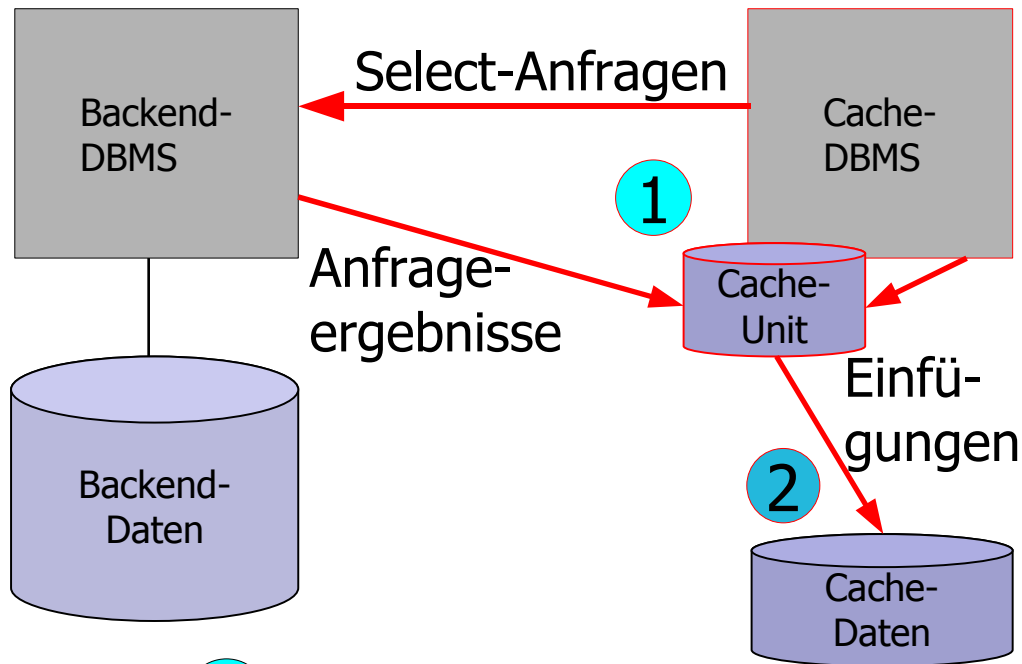 Select-Anfragen
Backend-
DBMS
Cache-
DBMS
1
Anfrage-
ergebnisse
Cache-
Unit
Einfü-
gungen
2
Backend-
Daten
Cache-
Daten